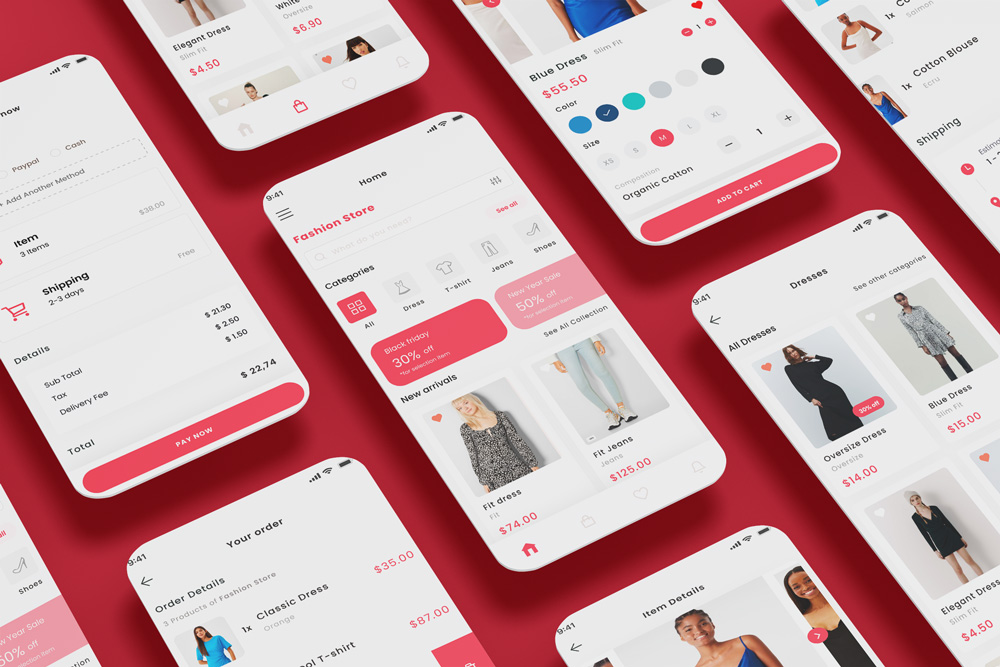 now
Paypal
Cash
+ Add Another Method
$38.00
Item
3 items
Shipping
2-3 days
Free
Details
Sub Total
$ 21.30
Tax
$ 2.50
Delivery Fee
$ 1.50
Total
$ 22,74
PAY NOW
Elegant Dress
Slim Fit
$4.50
White
Oversize
$6.90
9:41
Home
Fashion Store
What do you need?
Categories
See all
All
Dress
T-shirt
Jeans
Shoes
Black friday
30% off
*for selection item
New Year Sale
50% off
*for selection item
New arrivals
See All Collection
Fit dress
Fit
$74.00
Fit Jeans
Jeans
$125.00
Blue Dress Slim Fit
1
$55.50
Color
Size
XS
S
M
L
XL
Composition
Organic Cotton
1
ADD TO CART
1x
Salmon
1x Cotton Blouse
Ecru
Shipping
9:41
Dresses
All Dresses
See other categories
30% off
Oversize Dress
Oversize
$14.00
Blue Dress
Slim Fit
$15.00
Elegant Dress
Slim Fit
$4.50
Shoes
New Year Sale
50% off
9:41
Your order
Order Details
3 Products of Fashion Store
1x Classic Dress
Orange
$35.00
T-shirt
$87.00
9:41
Item Details